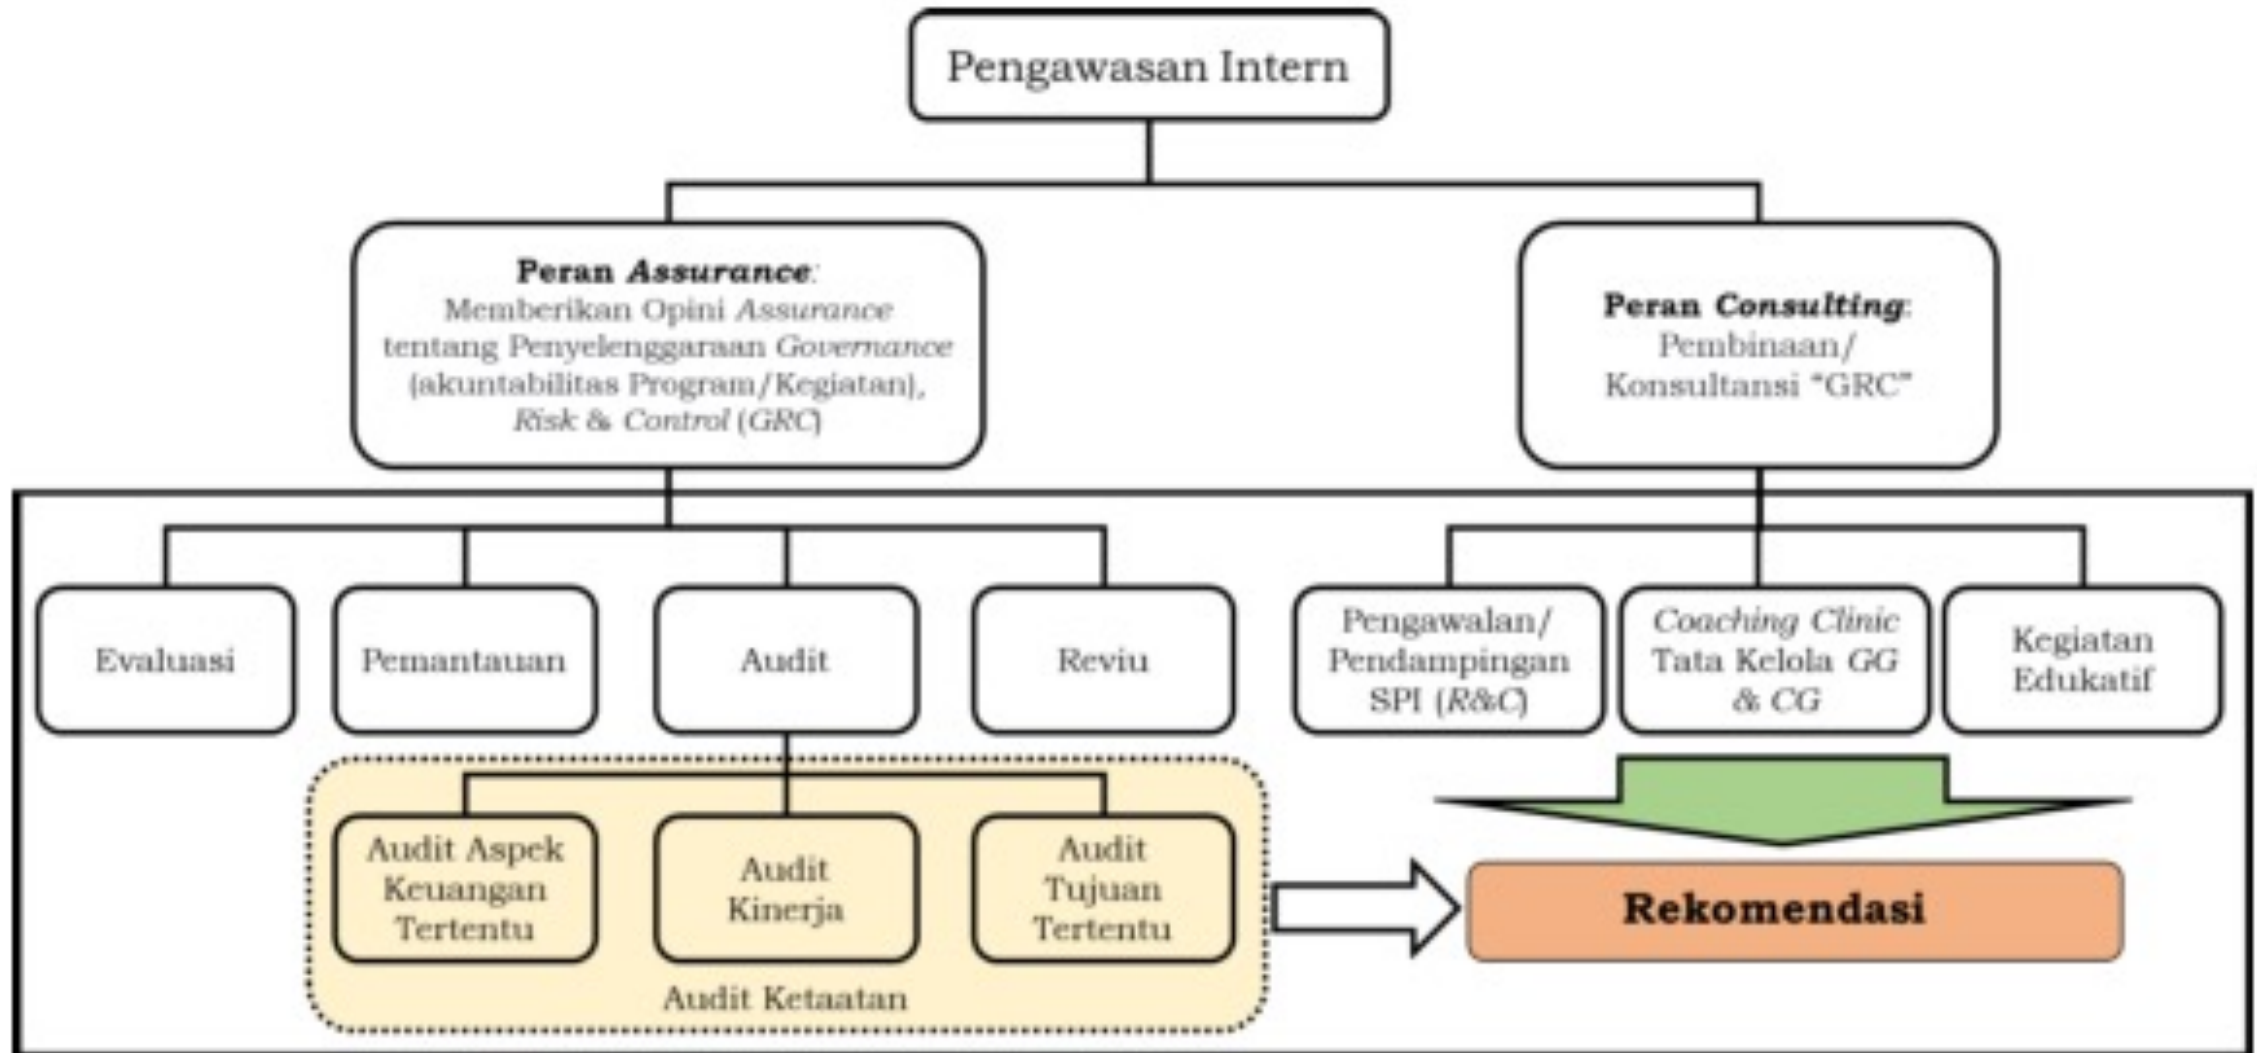 Pengawasan Intern
Peran Assurance:
Memberikan Opini Assurance
tentang Penyelenggaraan Governance
(akuntabilitas Program/Kegiatan),
Risk & Control (GRC)
Peran Consulting:
Pembinaan/
Konsultansi “GRC”
Evaluasi
Pemantauan
Audit
Reviu
Pengawalan/
Pendampingan
SPI (R&C)
Coaching Clinic
Tata Kelola GG
& CG
Kegiatan
Edukatif
Audit Aspek
Keuangan
Tertentu
Audit
Kinerja
Audit
Tujuan
Tertentu
Audit Ketaatan
Rekomendasi